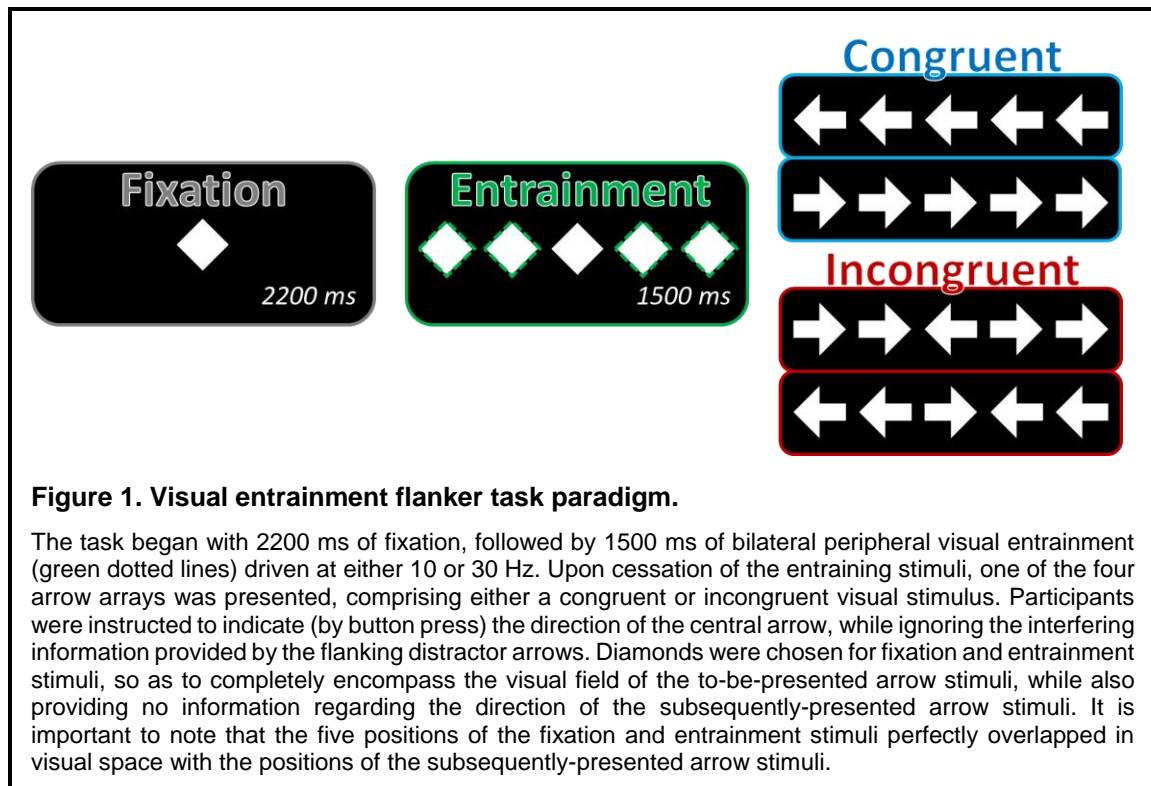 Fixation
2200 ms
Entrainment
1500 ms
Congruent
Incongruent
Figure 1. Visual entrainment flanker task paradigm.
The task began with 2200 ms of fixation, followed by 1500 ms of bilateral peripheral visual entrainment
(green dotted lines) driven at either 10 or 30 Hz. Upon cessation of the entraining stimuli, one of the four
arrow arrays was presented, comprising either a congruent or incongruent visual stimulus. Participants
were instructed to indicate (by button press) the direction of the central arrow, while ignoring the interfering
information provided by the flanking distractor arrows. Diamonds were chosen for fixation and entrainment
stimuli, so as to completely encompass the visual field of the to-be-presented arrow stimuli, while also
providing no information regarding the direction of the subsequently-presented arrow stimuli. It is
important to note that the five positions of the fixation and entrainment stimuli perfectly overlapped in
visual space with the positions of the subsequently-presented arrow stimuli.